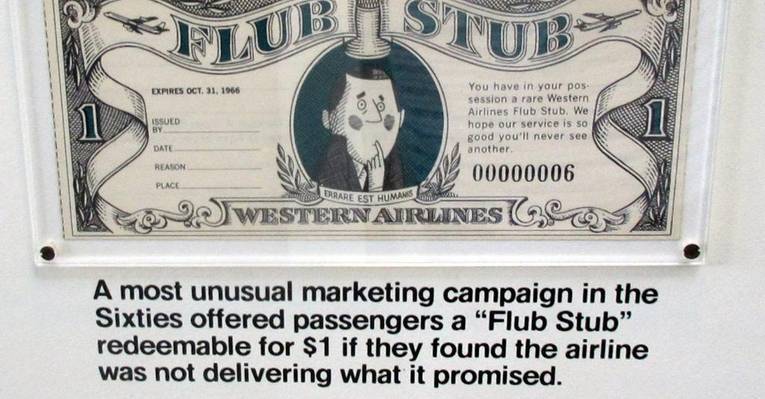 FLUB STUB
EXPIRES OCT. 31, 1966
ISSUED
BY
DATE
REASON
PLACE
You have in your pos-
session a rare Western
Airlines Flub Stub. We
hope our service is so
good you'll never see
another.
00000006
1
1
ERRARE EST HUMANIS
WESTERN AIRLINES
A most unusual marketing campaign in the
Sixties offered passengers a “Flub Stub”
redeemable for $1 if they found the airline
was not delivering what it promised.